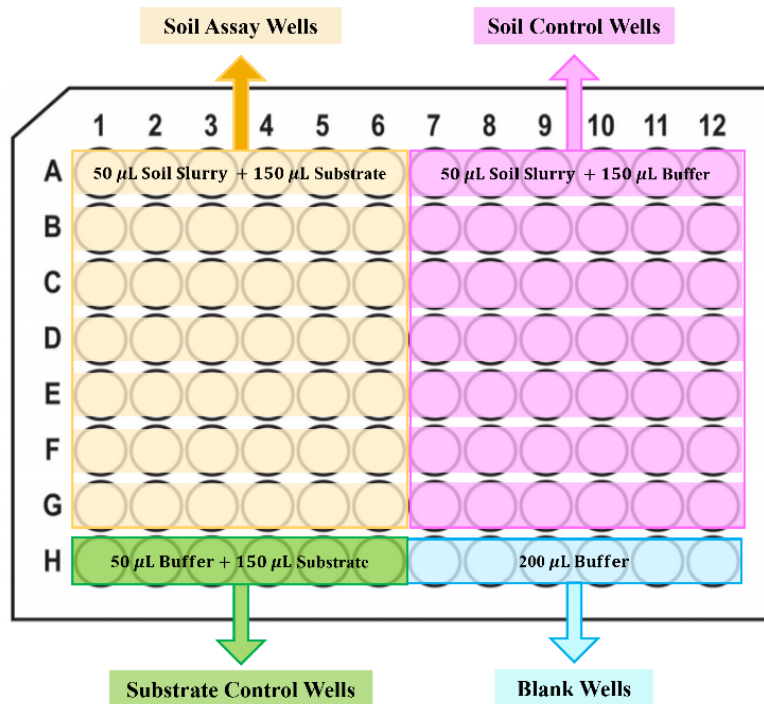 Soil Assay Wells
Soil Control Wells
1 2 3 4 5 6 7 8 9 10 11 12
A
50 μL Soil Slurry + 150 μL Substrate
50 μL Soil Slurry + 150 μL Buffer
B
C
D
E
F
G
H
50 μL Buffer + 150 μL Substrate
200 μL Buffer
Substrate Control Wells
Blank Wells